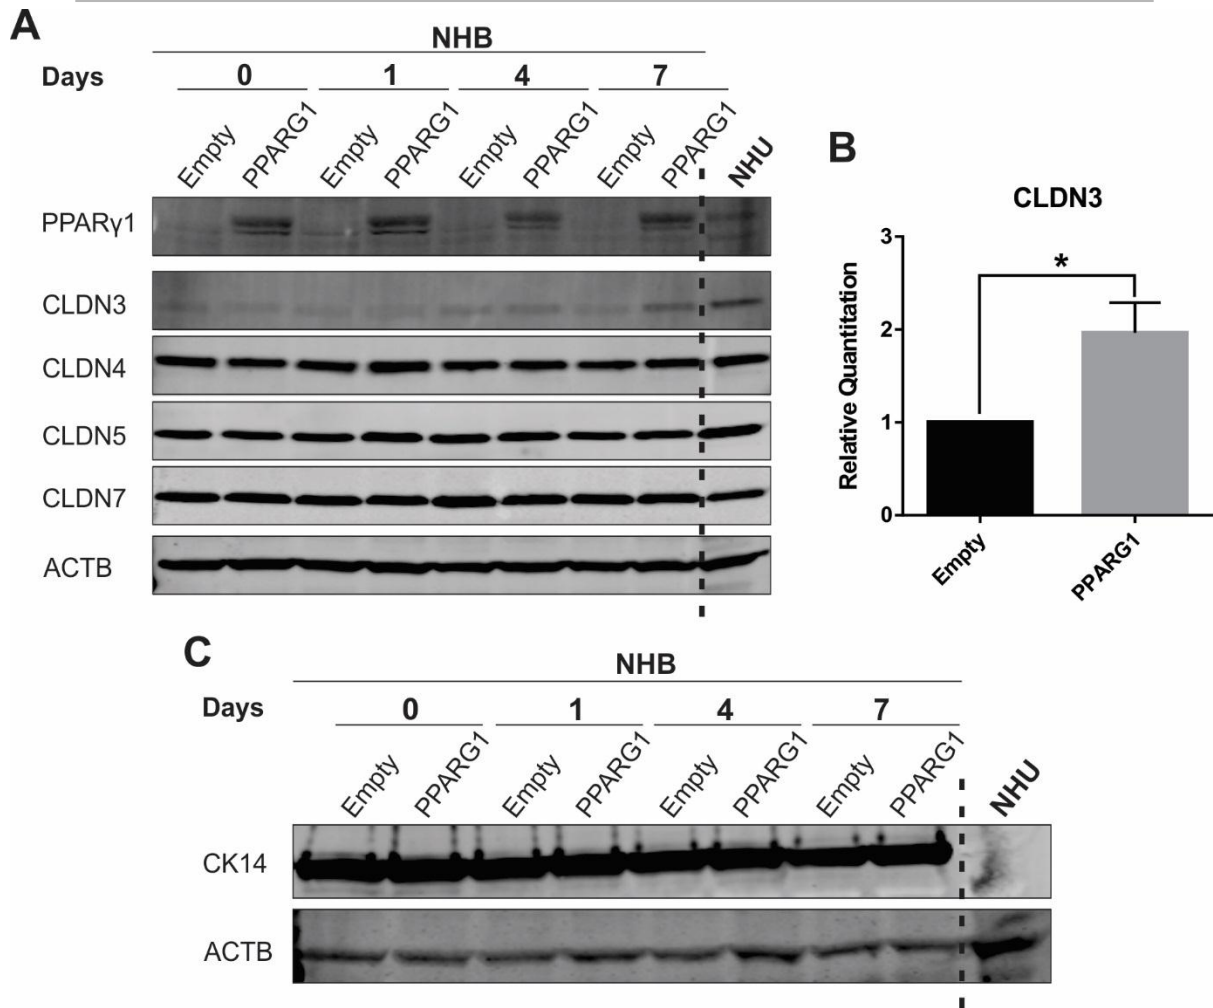 A
NHB
Days 0 1 4 7
Empty PPARG1 Empty PPARG1 Empty PPARG1 Empty PPARG1 NHU
PPARγ1
CLDN3
CLDN4
CLDN5
CLDN7
ACTB
B
CLDN3
Relative Quantitation
3
2
1
0
*
Empty PPARG1
C
NHB
Days 0 1 4 7
Empty PPARG1 Empty PPARG1 Empty PPARG1 Empty PPARG1 NHU
CK14
ACTB